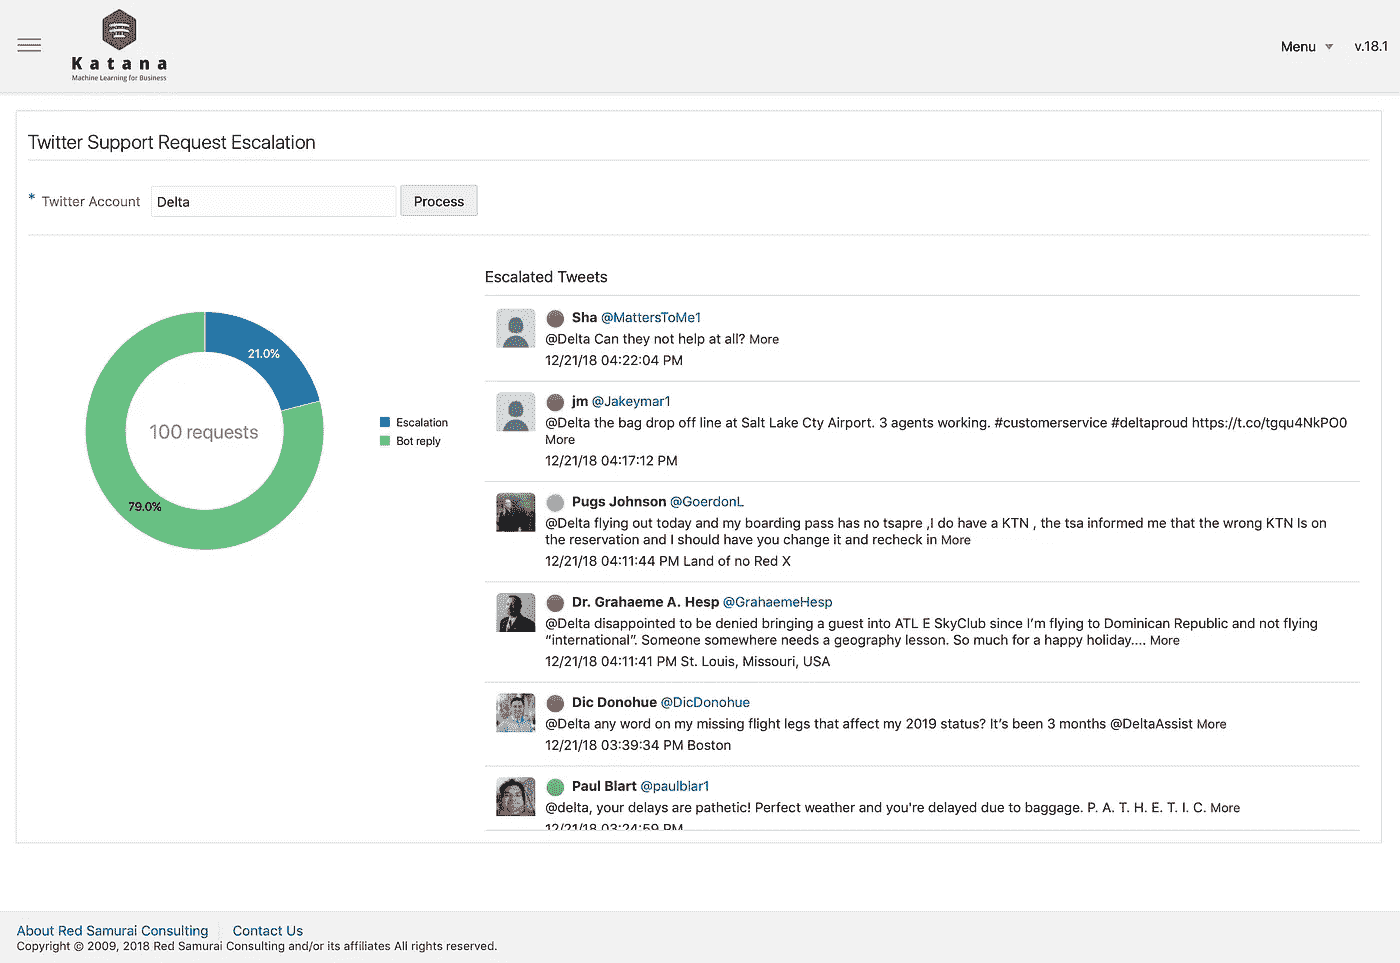 Katana
Machine Learning for Business
Menu
v.18.1
Twitter Support Request Escalation
* Twitter Account
Delta
Process
21.0%
100 requests
79.0%
Escalation
Bot reply
Escalated Tweets
Sha @MattersToMe1
@Delta Can they not help at all? More
12/21/18 04:22:04 PM
jm @Jakeymar1
@Delta the bag drop off line at Salt Lake Cty Airport. 3 agents working. #customerservice #deltaproud https://t.co/tgqu4NkPO0
More
12/21/18 04:17:12 PM
Pugs Johnson @GoerdonL
@Delta flying out today and my boarding pass has no tsapre ,I do have a KTN , the tsa informed me that the wrong KTN Is on
the reservation and I should have you change it and recheck in More
12/21/18 04:11:44 PM Land of no Red X
Dr. Grahaeme A. Hesp @GrahaemeHesp
@Delta disappointed to be denied bringing a guest into ATL E SkyClub since I’m flying to Dominican Republic and not flying
“international”. Someone somewhere needs a geography lesson. So much for a happy holiday.... More
12/21/18 04:11:41 PM St. Louis, Missouri, USA
Dic Donohue @DicDonohue
@Delta any word on my missing flight legs that affect my 2019 status? It’s been 3 months @DeltaAssist More
12/21/18 03:39:34 PM Boston
Paul Blart @paulblar1
@delta, your delays are pathetic! Perfect weather and you're delayed due to baggage. P. A. T. H. E. T. I. C. More
12/21/18 03:24:59 PM
About Red Samurai Consulting
Contact Us
Copyright © 2009, 2018 Red Samurai Consulting and/or its affiliates All rights reserved.